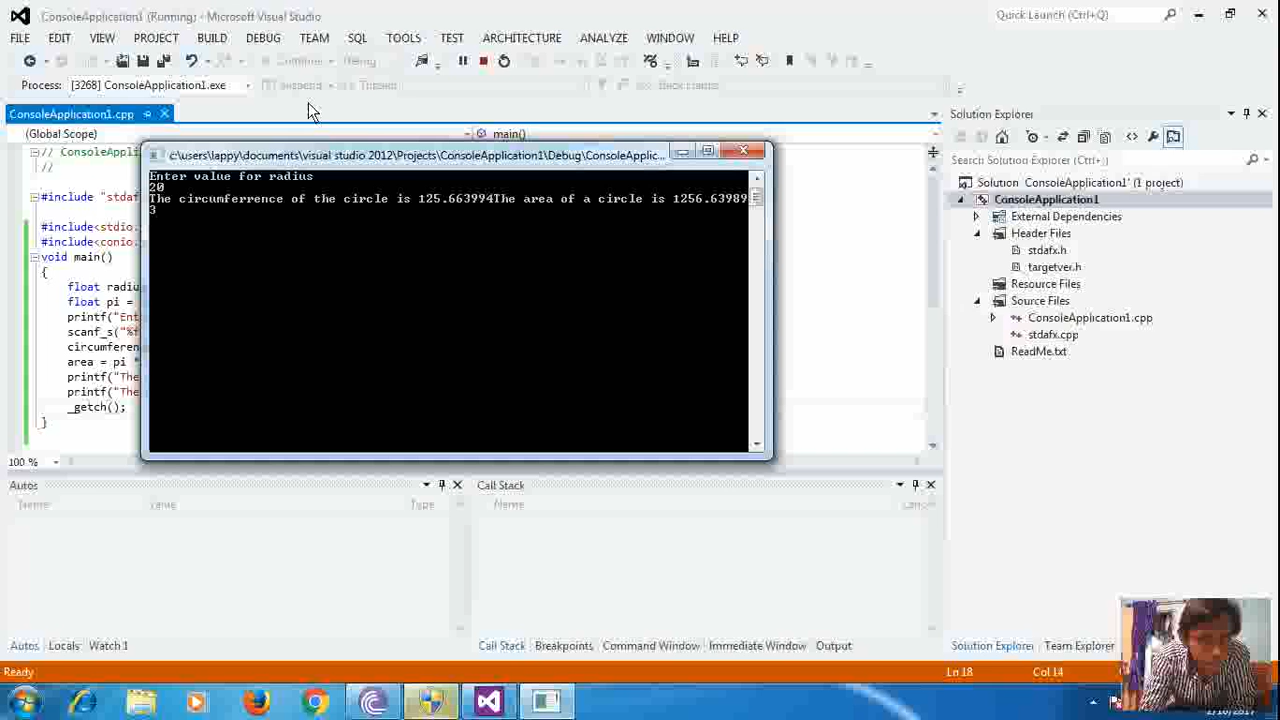 ConsoleApplication1 (Running) - Microsoft Visual Studio
Quick Launch (Ctrl+Q)
FILE EDIT VIEW PROJECT BUILD DEBUG TEAM SQL TOOLS TEST ARCHITECTURE ANALYZE WINDOW HELP
Continue Debug
Process: [3268] ConsoleApplication1.exe Suspend Thread: Stack Frame:
ConsoleApplication1.cpp
(Global Scope) main()
// ConsoleAppli
//
#include "stdaf
#include<stdio.
#include<conio.
void main()
{
float radiu
float pi =
printf("Ent
scanf_s("%f
circumferen
area = pi *
printf("The
printf("The
_getch();
}
100 %
c:\users\lappy\documents\visual studio 2012\Projects\ConsoleApplication1\Debug\ConsoleApplic...
Enter value for radius
20
The circumferrence of the circle is 125.663994The area of a circle is 1256.63989
3
Solution Explorer
Search Solution Explorer (Ctrl+;)
Solution 'ConsoleApplication1' (1 project)
ConsoleApplication1
External Dependencies
Header Files
stdafx.h
targetver.h
Resource Files
Source Files
ConsoleApplication1.cpp
stdafx.cpp
ReadMe.txt
Autos
Name Value Type
Call Stack
Name
Autos Locals Watch 1
Call Stack Breakpoints Command Window Immediate Window Output
Solution Explorer Team Explorer
Ready
Ln 18 Col 14